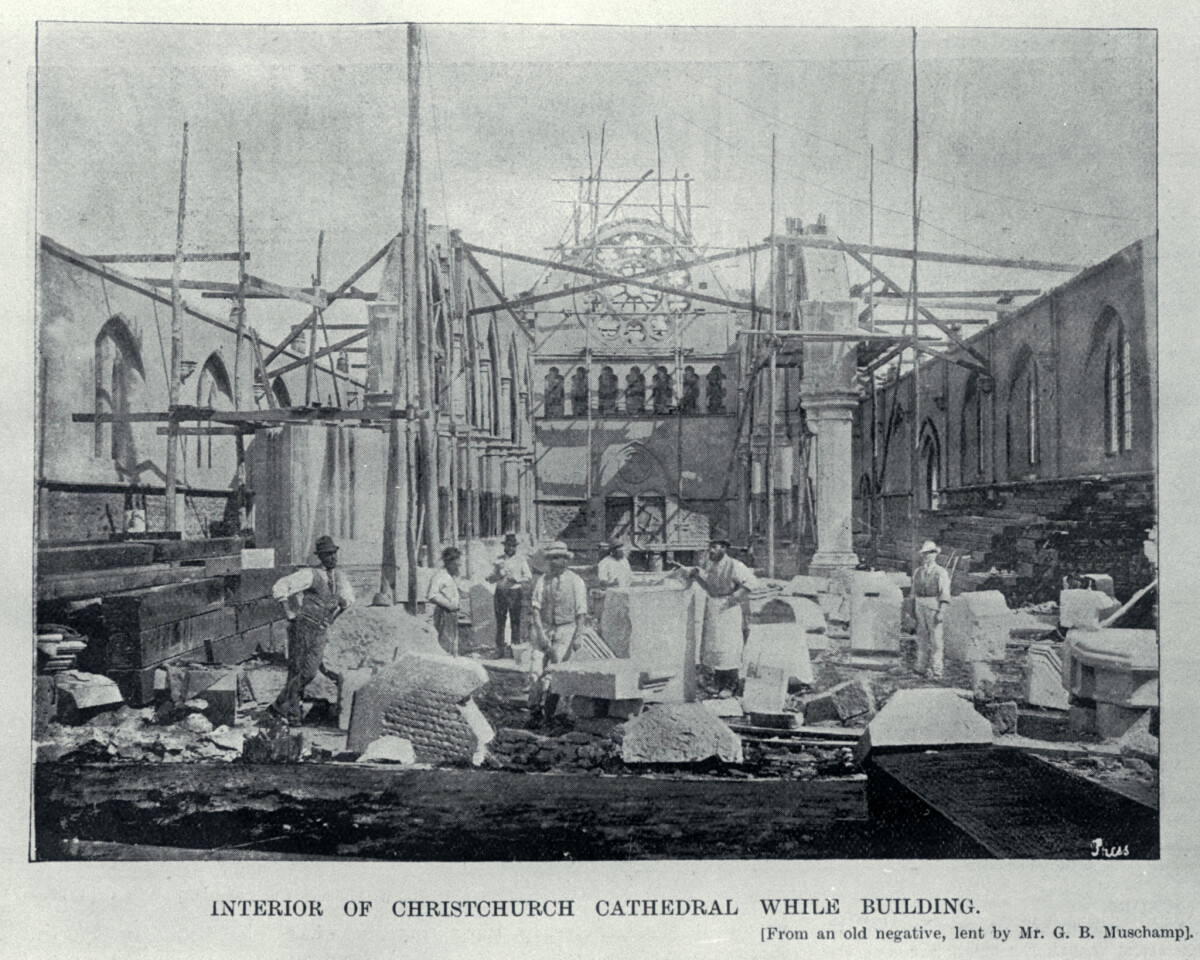 Press
INTERIOR OF CHRISTCHURCH CATHEDRAL WHILE BUILDING.
[From an old negative, lent by Mr. G. B. Muschamp].